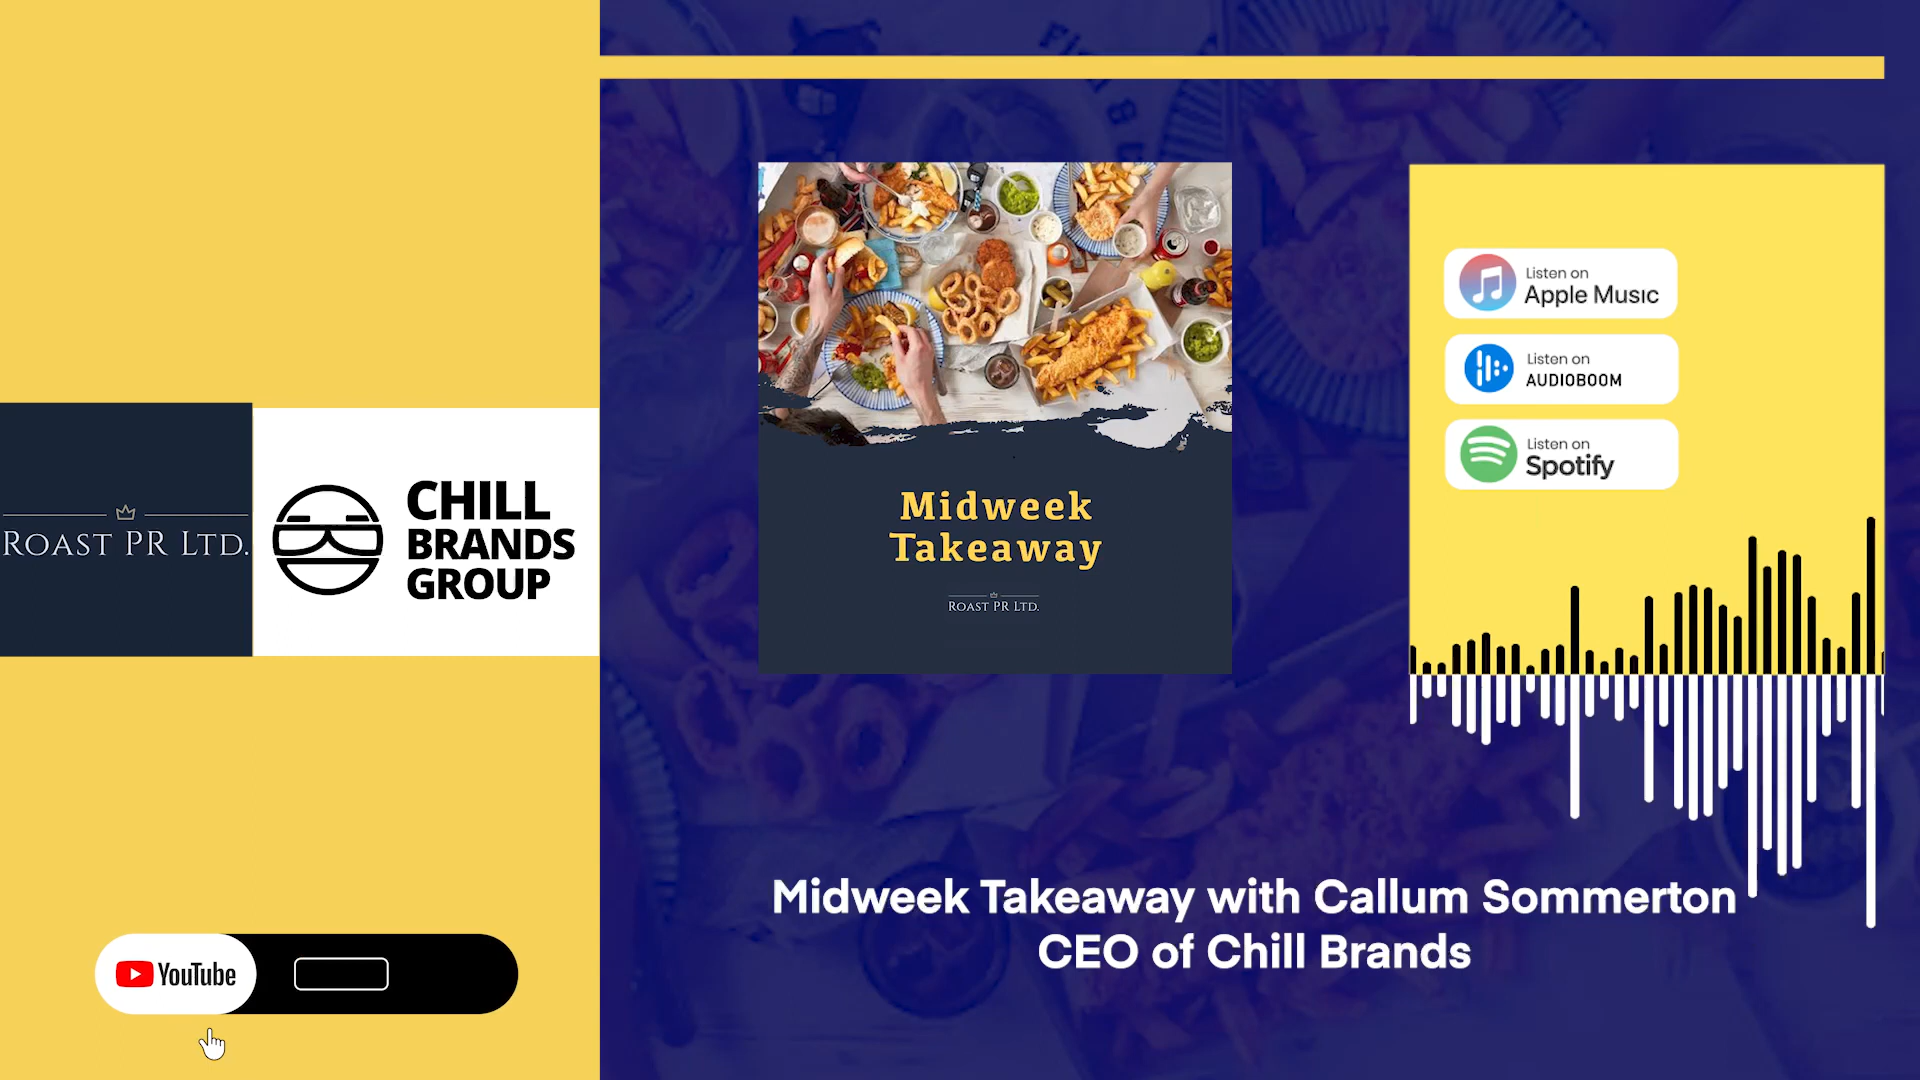 ROAST PR LTD.
CHILL
BRANDS
GROUP
YouTube
Midweek
Takeaway
ROAST PR LTD.
Listen on
Apple Music
Listen on
AUDIOBOOM
Listen on
Spotify
Midweek Takeaway with Callum Sommerton
CEO of Chill Brands